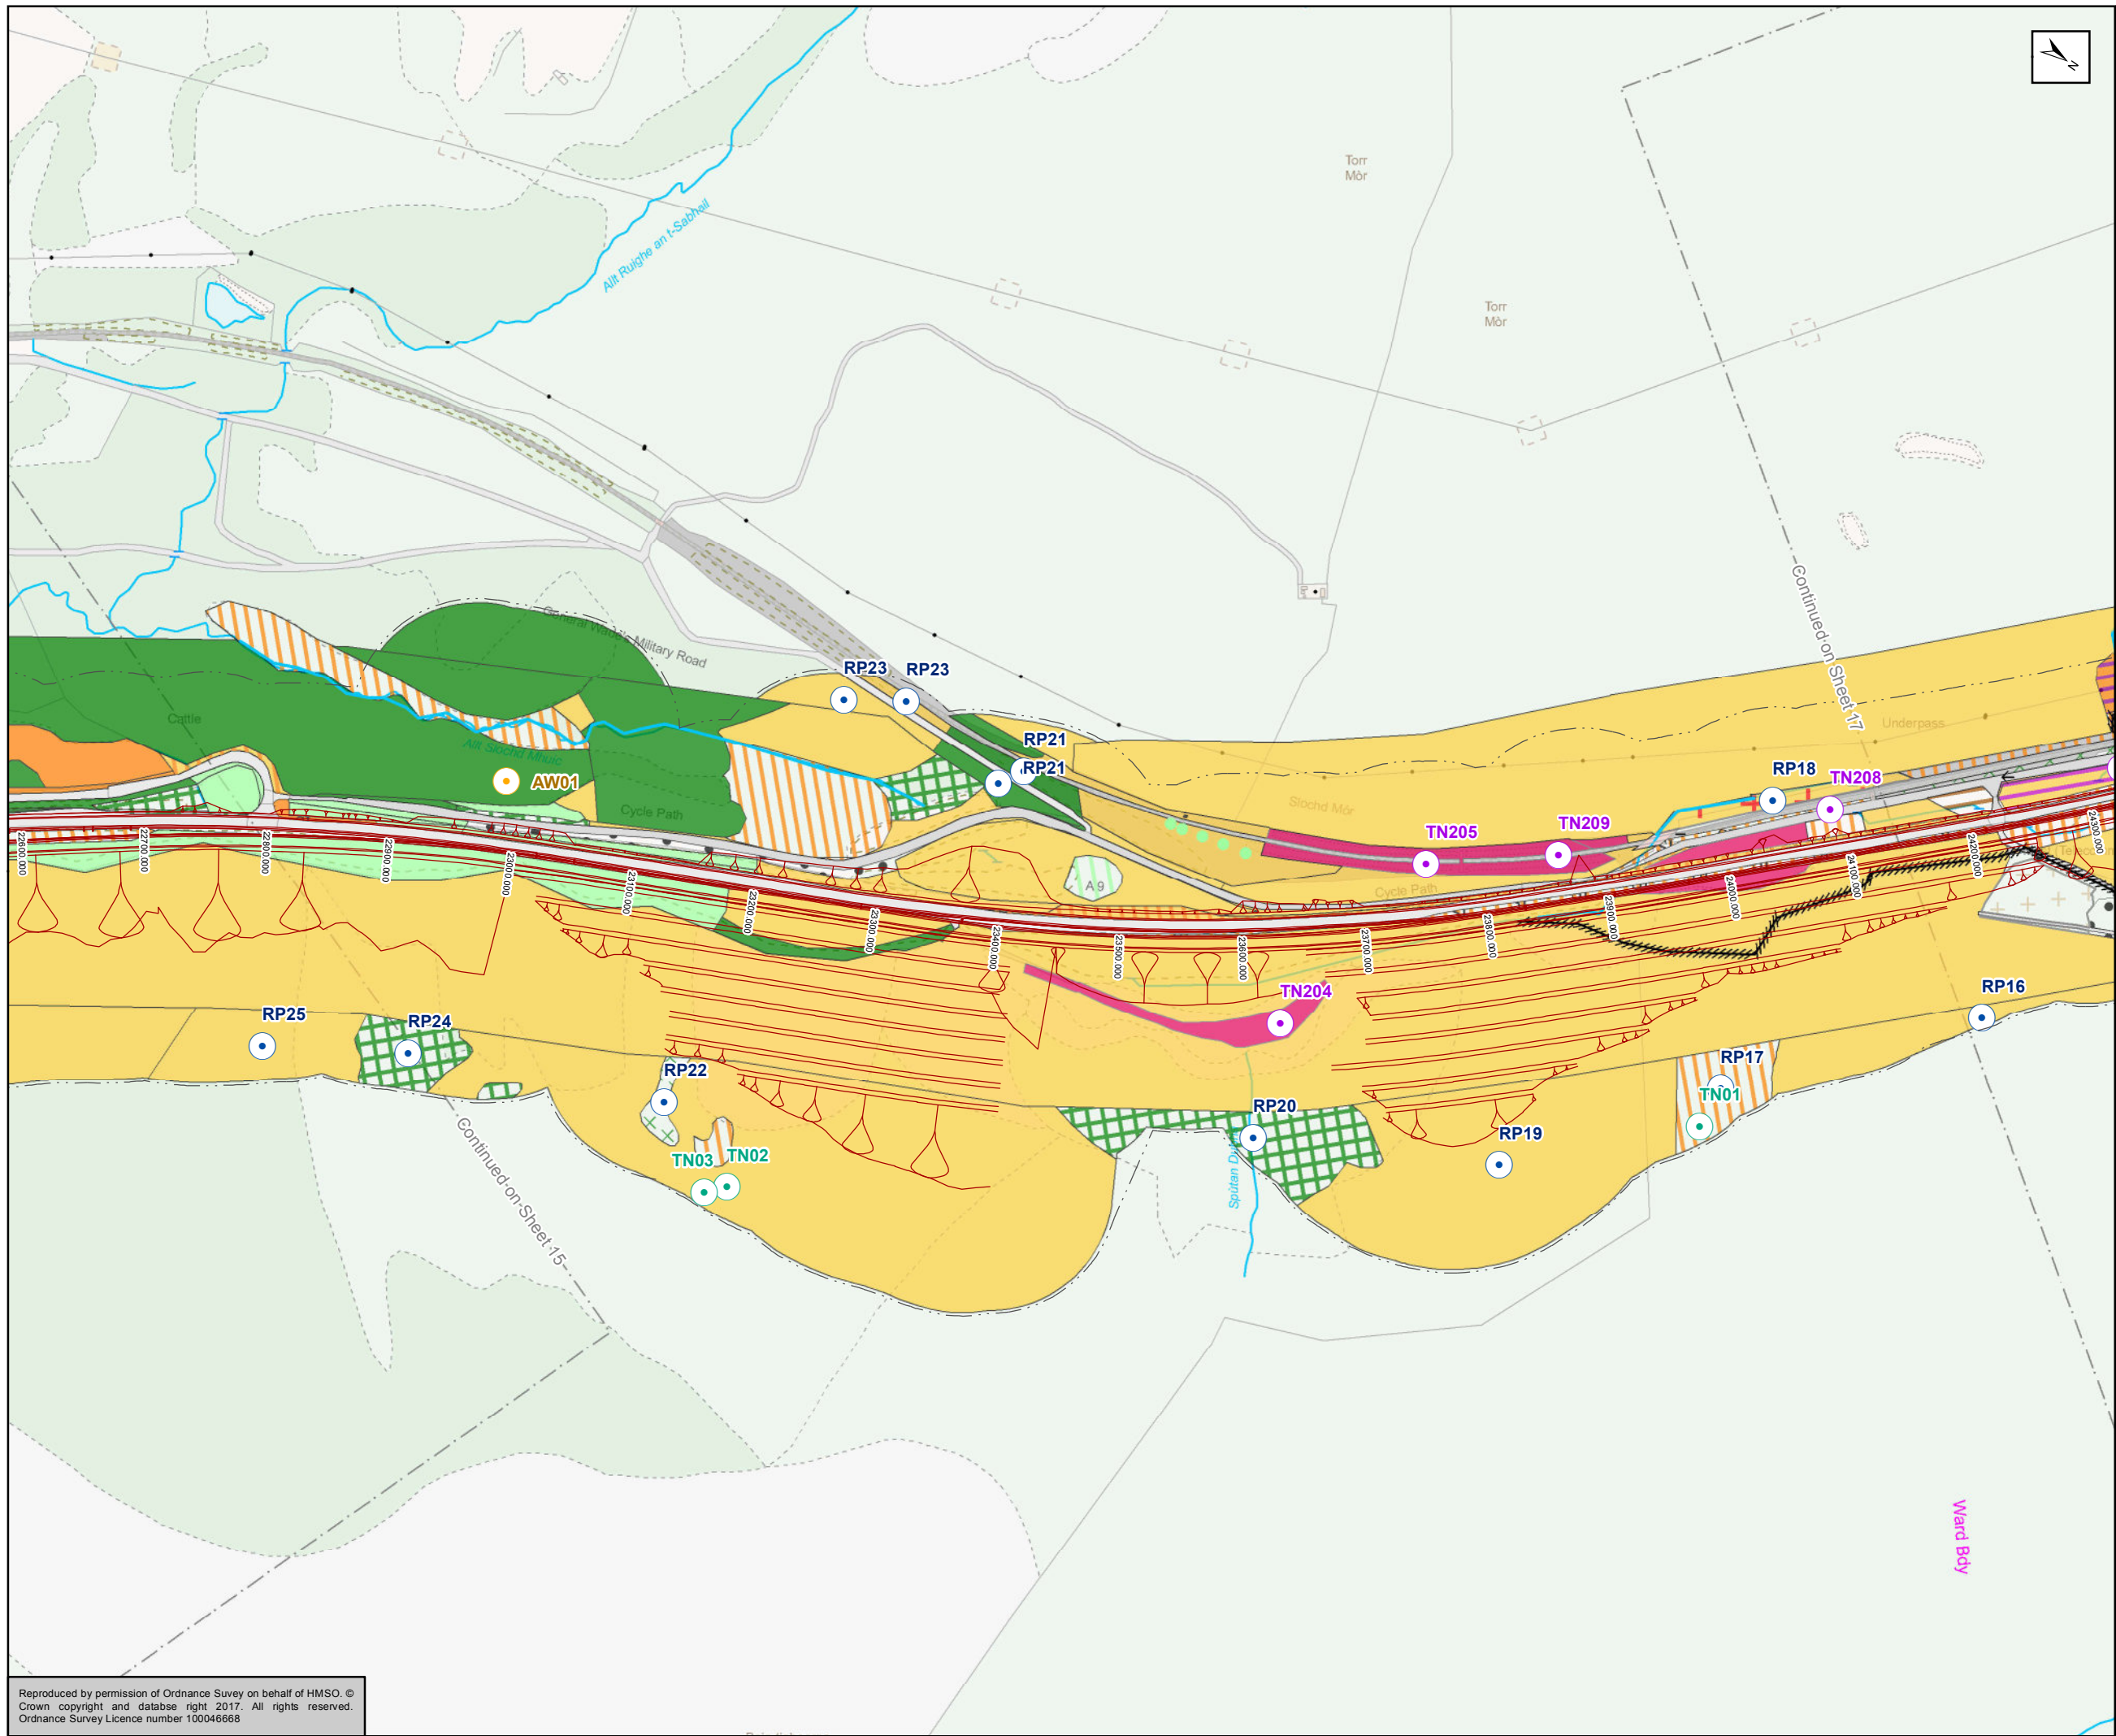 N
Torr
Mòr
Allt Ruighe an t-Sabhail
Torr
Mòr
Continued on Sheet 17
General Wade's Military Road
RP23
RP23
Cattle
Underpass
Allt Slochd Mhuic
RP21
RP21
AW01
RP18
TN208
Slochd Mòr
Cycle Path
TN205
TN209
A 9
Cycle Path
22600.000
22700.000
22800.000
22900.000
23000.000
23100.000
23200.000
23300.000
23400.000
23500.000
23600.000
23700.000
23800.000
23900.000
24000.000
24100.000
24200.000
24300.000
TN204
RP25
RP24
RP16
RP22
RP17
TN01
RP20
RP19
TN03
TN02
Continued on Sheet 15
Ward Bdy
Reproduced by permission of Ordnance Suvey on behalf of HMSO. ©
Crown copyright and databse right 2017. All rights reserved.
Ordnance Survey Licence number 100046668